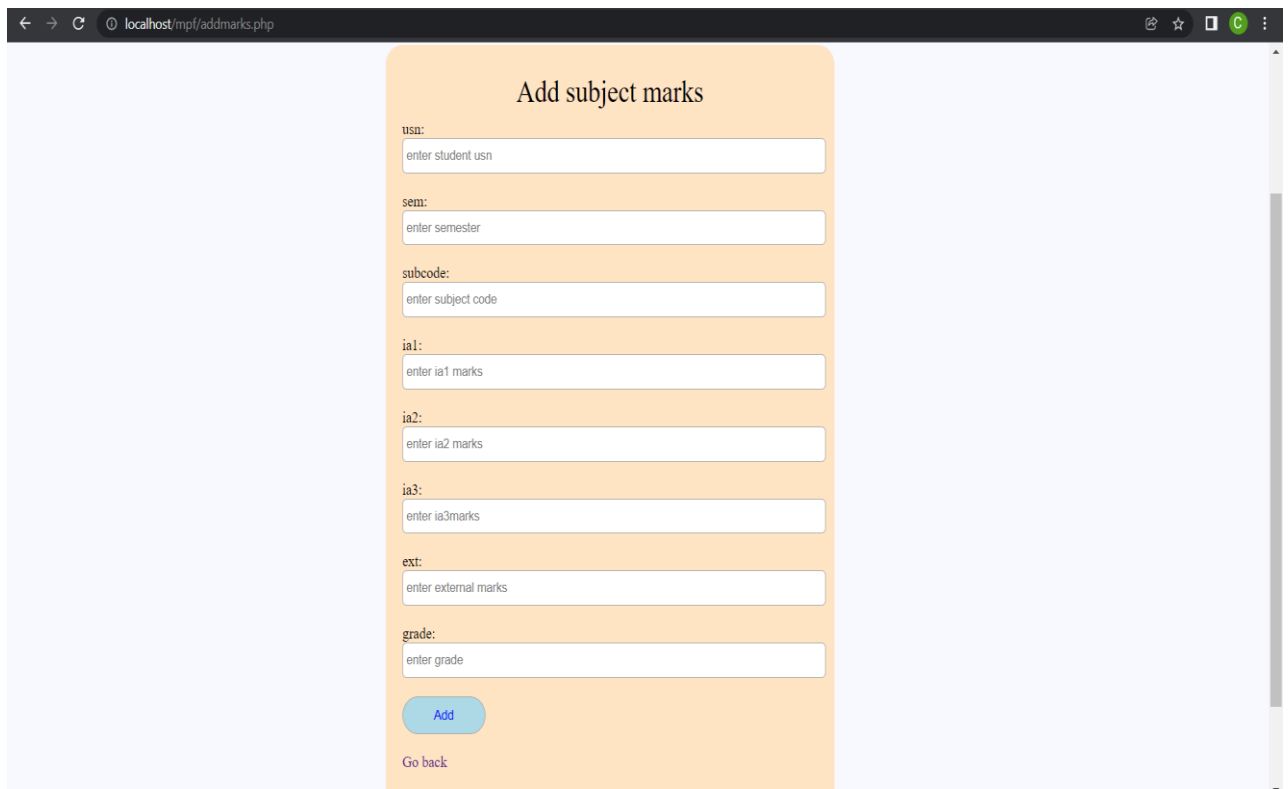 localhost/mpf/addmarks.php
C
Add subject marks
usn:
enter student usn
sem:
enter semester
subcode:
enter subject code
ia1:
enter ia1 marks
ia2:
enter ia2 marks
ia3:
enter ia3marks
ext:
enter external marks
grade:
enter grade
Add
Go back